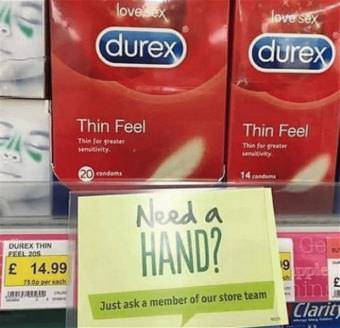 love sex
durex
Thin Feel
Thin for greater
sensitivity.
20 condoms
love sex
durex
Thin Feel
Thin for greater
sensitivity.
14 condoms
Need a
HAND?
Just ask a member of our store team
DUREX THIN
FEEL 20S
£ 14.99
75.0p per each
£
Clarit